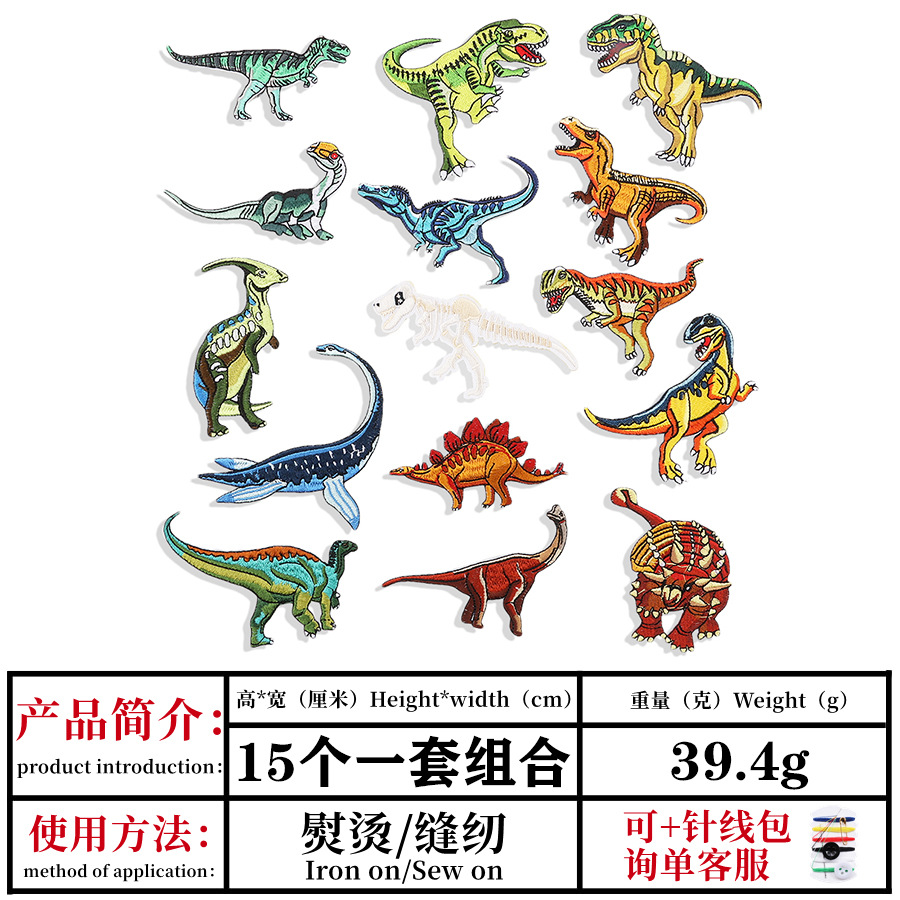 产品简介：
product introduction：
高*宽（厘米）Height*width（cm）
重量（克）Weight（g）
15个一套组合
39.4g
使用方法：
method of application：
熨烫/缝纫
Iron on/Sew on
可+针线包
询单客服